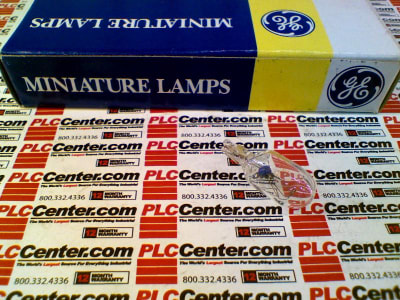 MINIATURE LAMPS
GE
MINIATURE LAMPS
GE
PLCCenter.com
The World's Largest Source For Everything Industrial
800.332.4336
12 MONTH WARRANTY